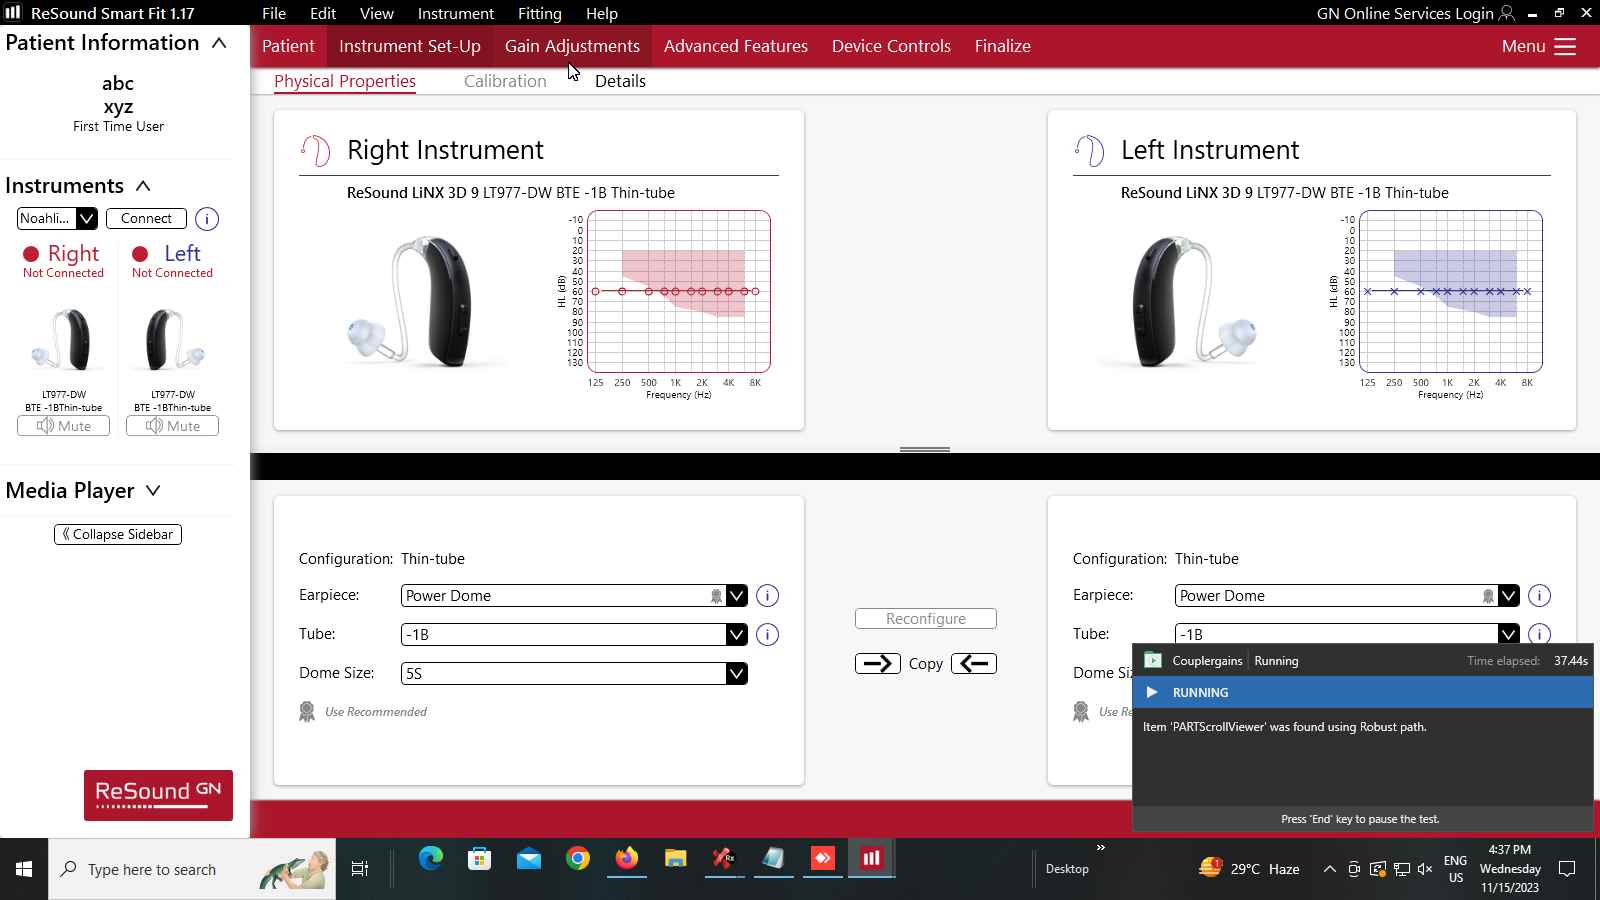 ReSound Smart Fit 1.17
File Edit View Instrument Fitting Help
GN Online Services Login
Patient Information
Patient Instrument Set-Up Gain Adjustments Advanced Features Device Controls Finalize
Menu
Physical Properties Calibration Details
abc
xyz
First Time User
Right Instrument
ReSound LiNX 3D 9 LT977-DW BTE -1B Thin-tube
-10
0
10
20
30
40
50
60
70
80
90
100
110
120
130
HL (dB)
125 250 500 1K 2K 4K 8K
Frequency (Hz)
Left Instrument
ReSound LiNX 3D 9 LT977-DW BTE -1B Thin-tube
-10
0
10
20
30
40
50
60
70
80
90
100
110
120
130
HL (dB)
125 250 500 1K 2K 4K 8K
Frequency (Hz)
Instruments
Noahli... Connect i
Right Left
Not Connected Not Connected
LT977-DW LT977-DW
BTE -1BThin-tube BTE -1BThin-tube
Mute Mute
Media Player
Collapse Sidebar
ReSound GN
Configuration: Thin-tube
Earpiece: Power Dome i
Tube: -1B i
Dome Size: 5S
Use Recommended
Reconfigure
Copy
Configuration: Thin-tube
Earpiece: Power Dome i
Tube: -1B i
Dome Siz
Use Re
Couplergains Running Time elapsed: 37.44s
RUNNING
Item 'PARTScrollViewer' was found using Robust path.
Press 'End' key to pause the test.
Type here to search
Rx
Desktop
1
29°C Haze
ENG
US
4:37 PM
Wednesday
11/15/2023